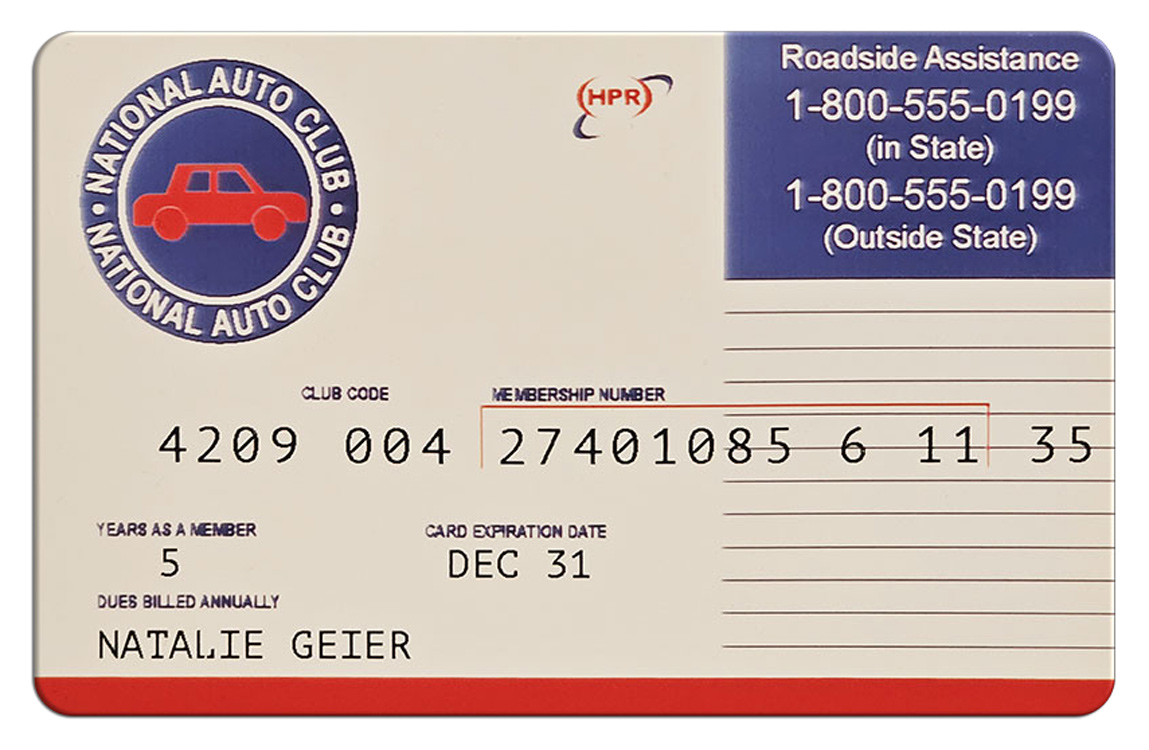 NATIONAL AUTO CLUB • NATIONAL AUTO CLUB •
(HPR)
Roadside Assistance
1-800-555-0199
(in State)
1-800-555-0199
(Outside State)
CLUB CODE MEMBERSHIP NUMBER
4209 004 27401085 6 11 35
YEARS AS A MEMBER CARD EXPIRATION DATE
5 DEC 31
DUES BILLED ANNUALLY
NATALIE GEIER